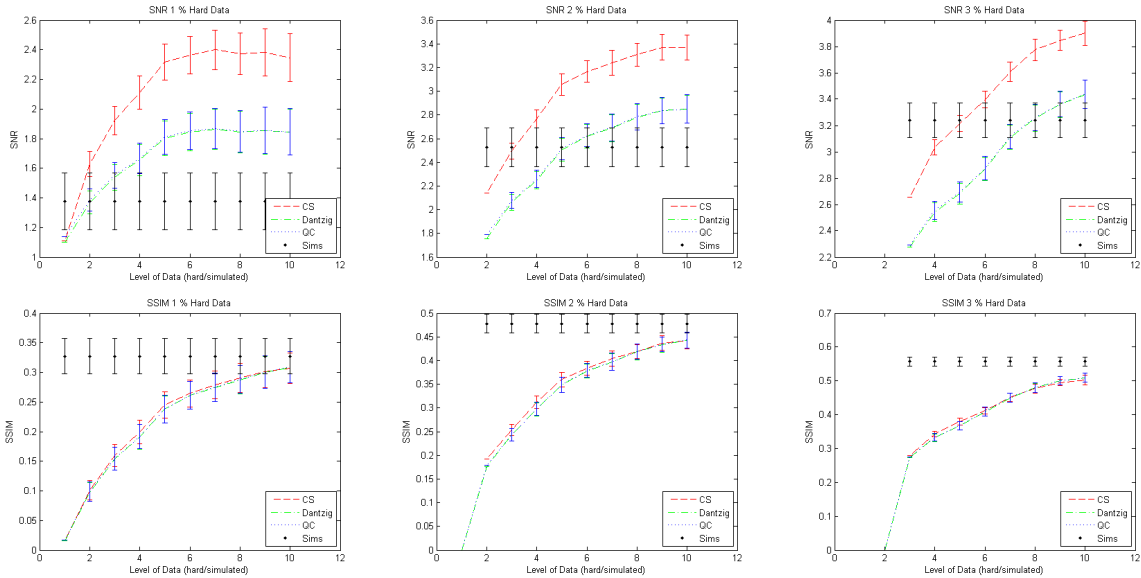 SNR 1 % Hard Data
SNR
2.6
2.4
2.2
2
1.8
1.6
1.4
1.2
1
0 2 4 6 8 10 12
Level of Data (hard/simulated)
CS
Dantzig
QC
Sims
SNR 2 % Hard Data
SNR
3.6
3.4
3.2
3
2.8
2.6
2.4
2.2
2
1.8
1.6
0 2 4 6 8 10 12
Level of Data (hard/simulated)
CS
Dantzig
QC
Sims
SNR 3 % Hard Data
SNR
4
3.8
3.6
3.4
3.2
3
2.8
2.6
2.4
2.2
0 2 4 6 8 10 12
Level of Data (hard/simulated)
CS
Dantzig
QC
Sims
SSIM 1 % Hard Data
SSIM
0.4
0.35
0.3
0.25
0.2
0.15
0.1
0.05
0
0 2 4 6 8 10 12
Level of Data (hard/simulated)
CS
Dantzig
QC
Sims
SSIM 2 % Hard Data
SSIM
0.5
0.45
0.4
0.35
0.3
0.25
0.2
0.15
0.1
0.05
0
0 2 4 6 8 10 12
Level of Data (hard/simulated)
CS
Dantzig
QC
Sims
SSIM 3 % Hard Data
SSIM
0.7
0.6
0.5
0.4
0.3
0.2
0.1
0
0 2 4 6 8 10 12
Level of Data (hard/simulated)
CS
Dantzig
QC
Sims